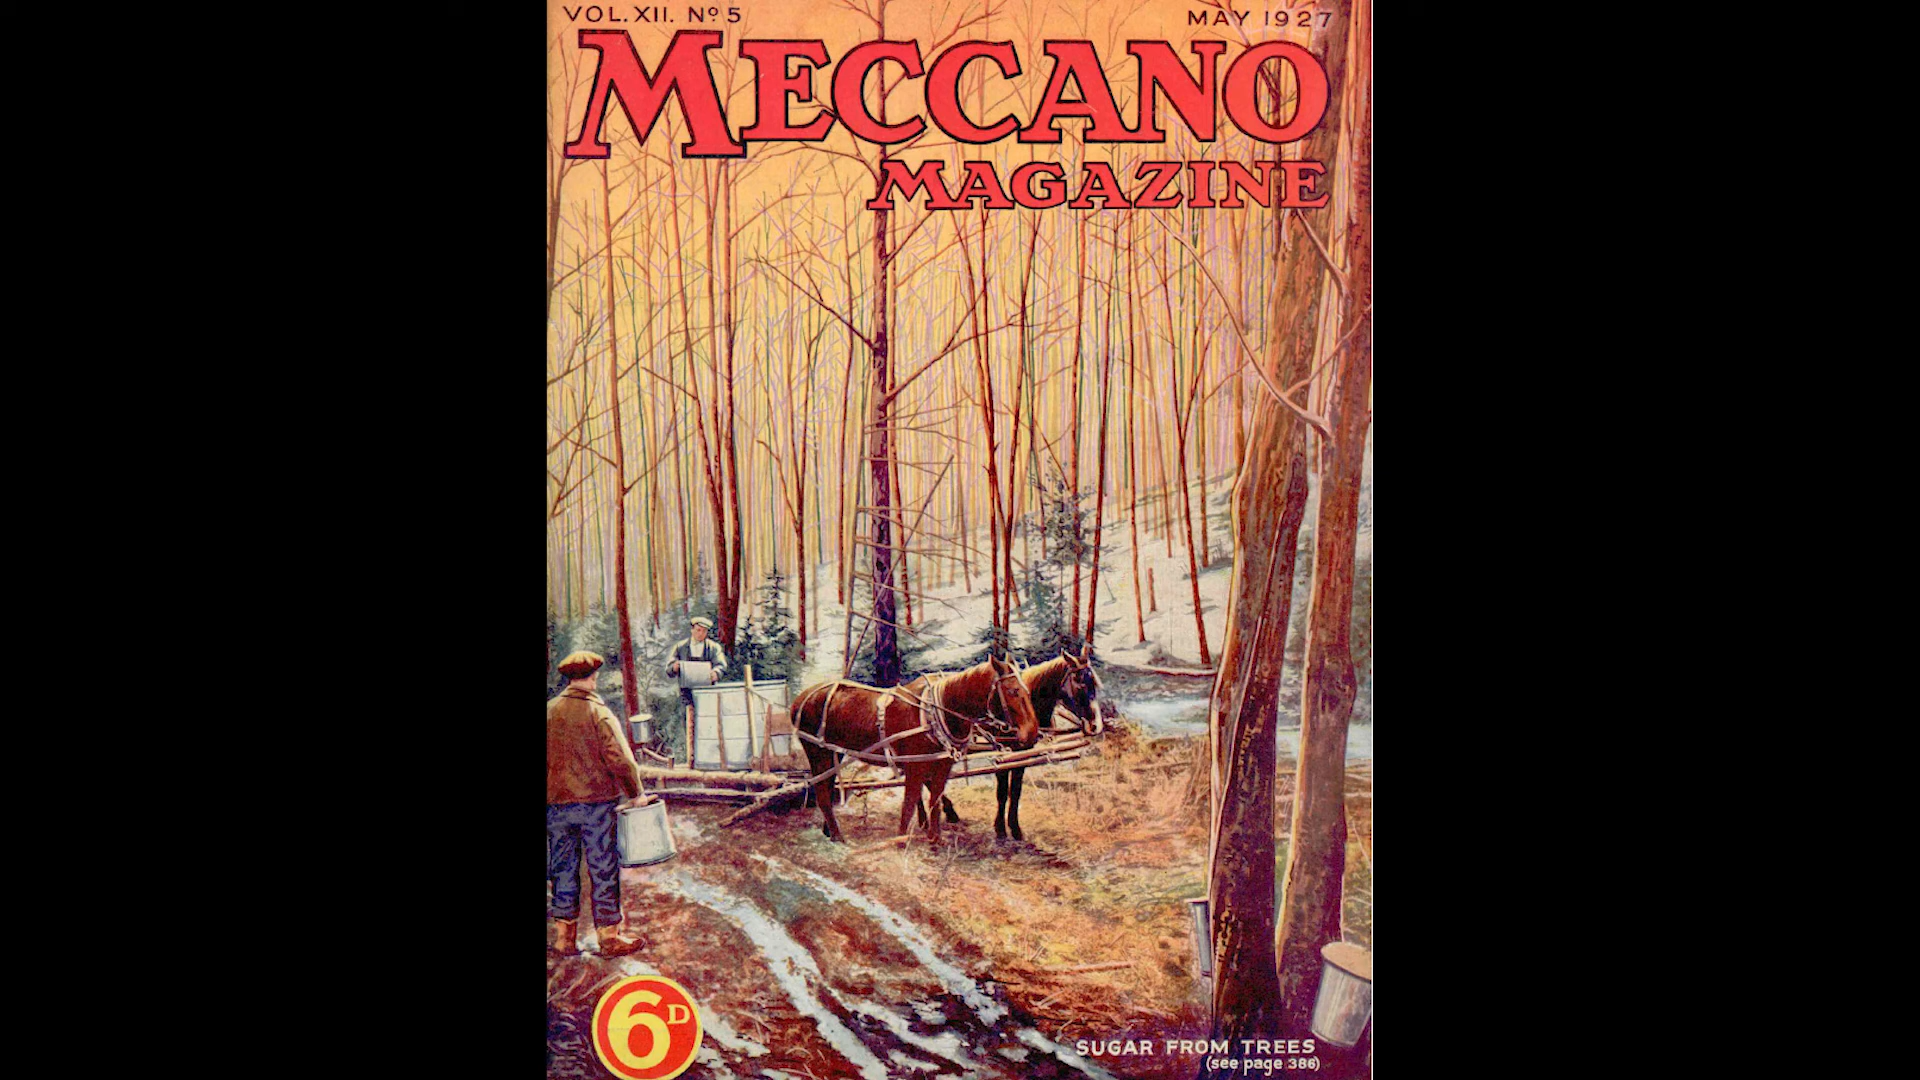 VOL. XII. Nº 5
MAY 1927
MECCANO
MAGAZINE
6D
SUGAR FROM TREES
(see page 386)